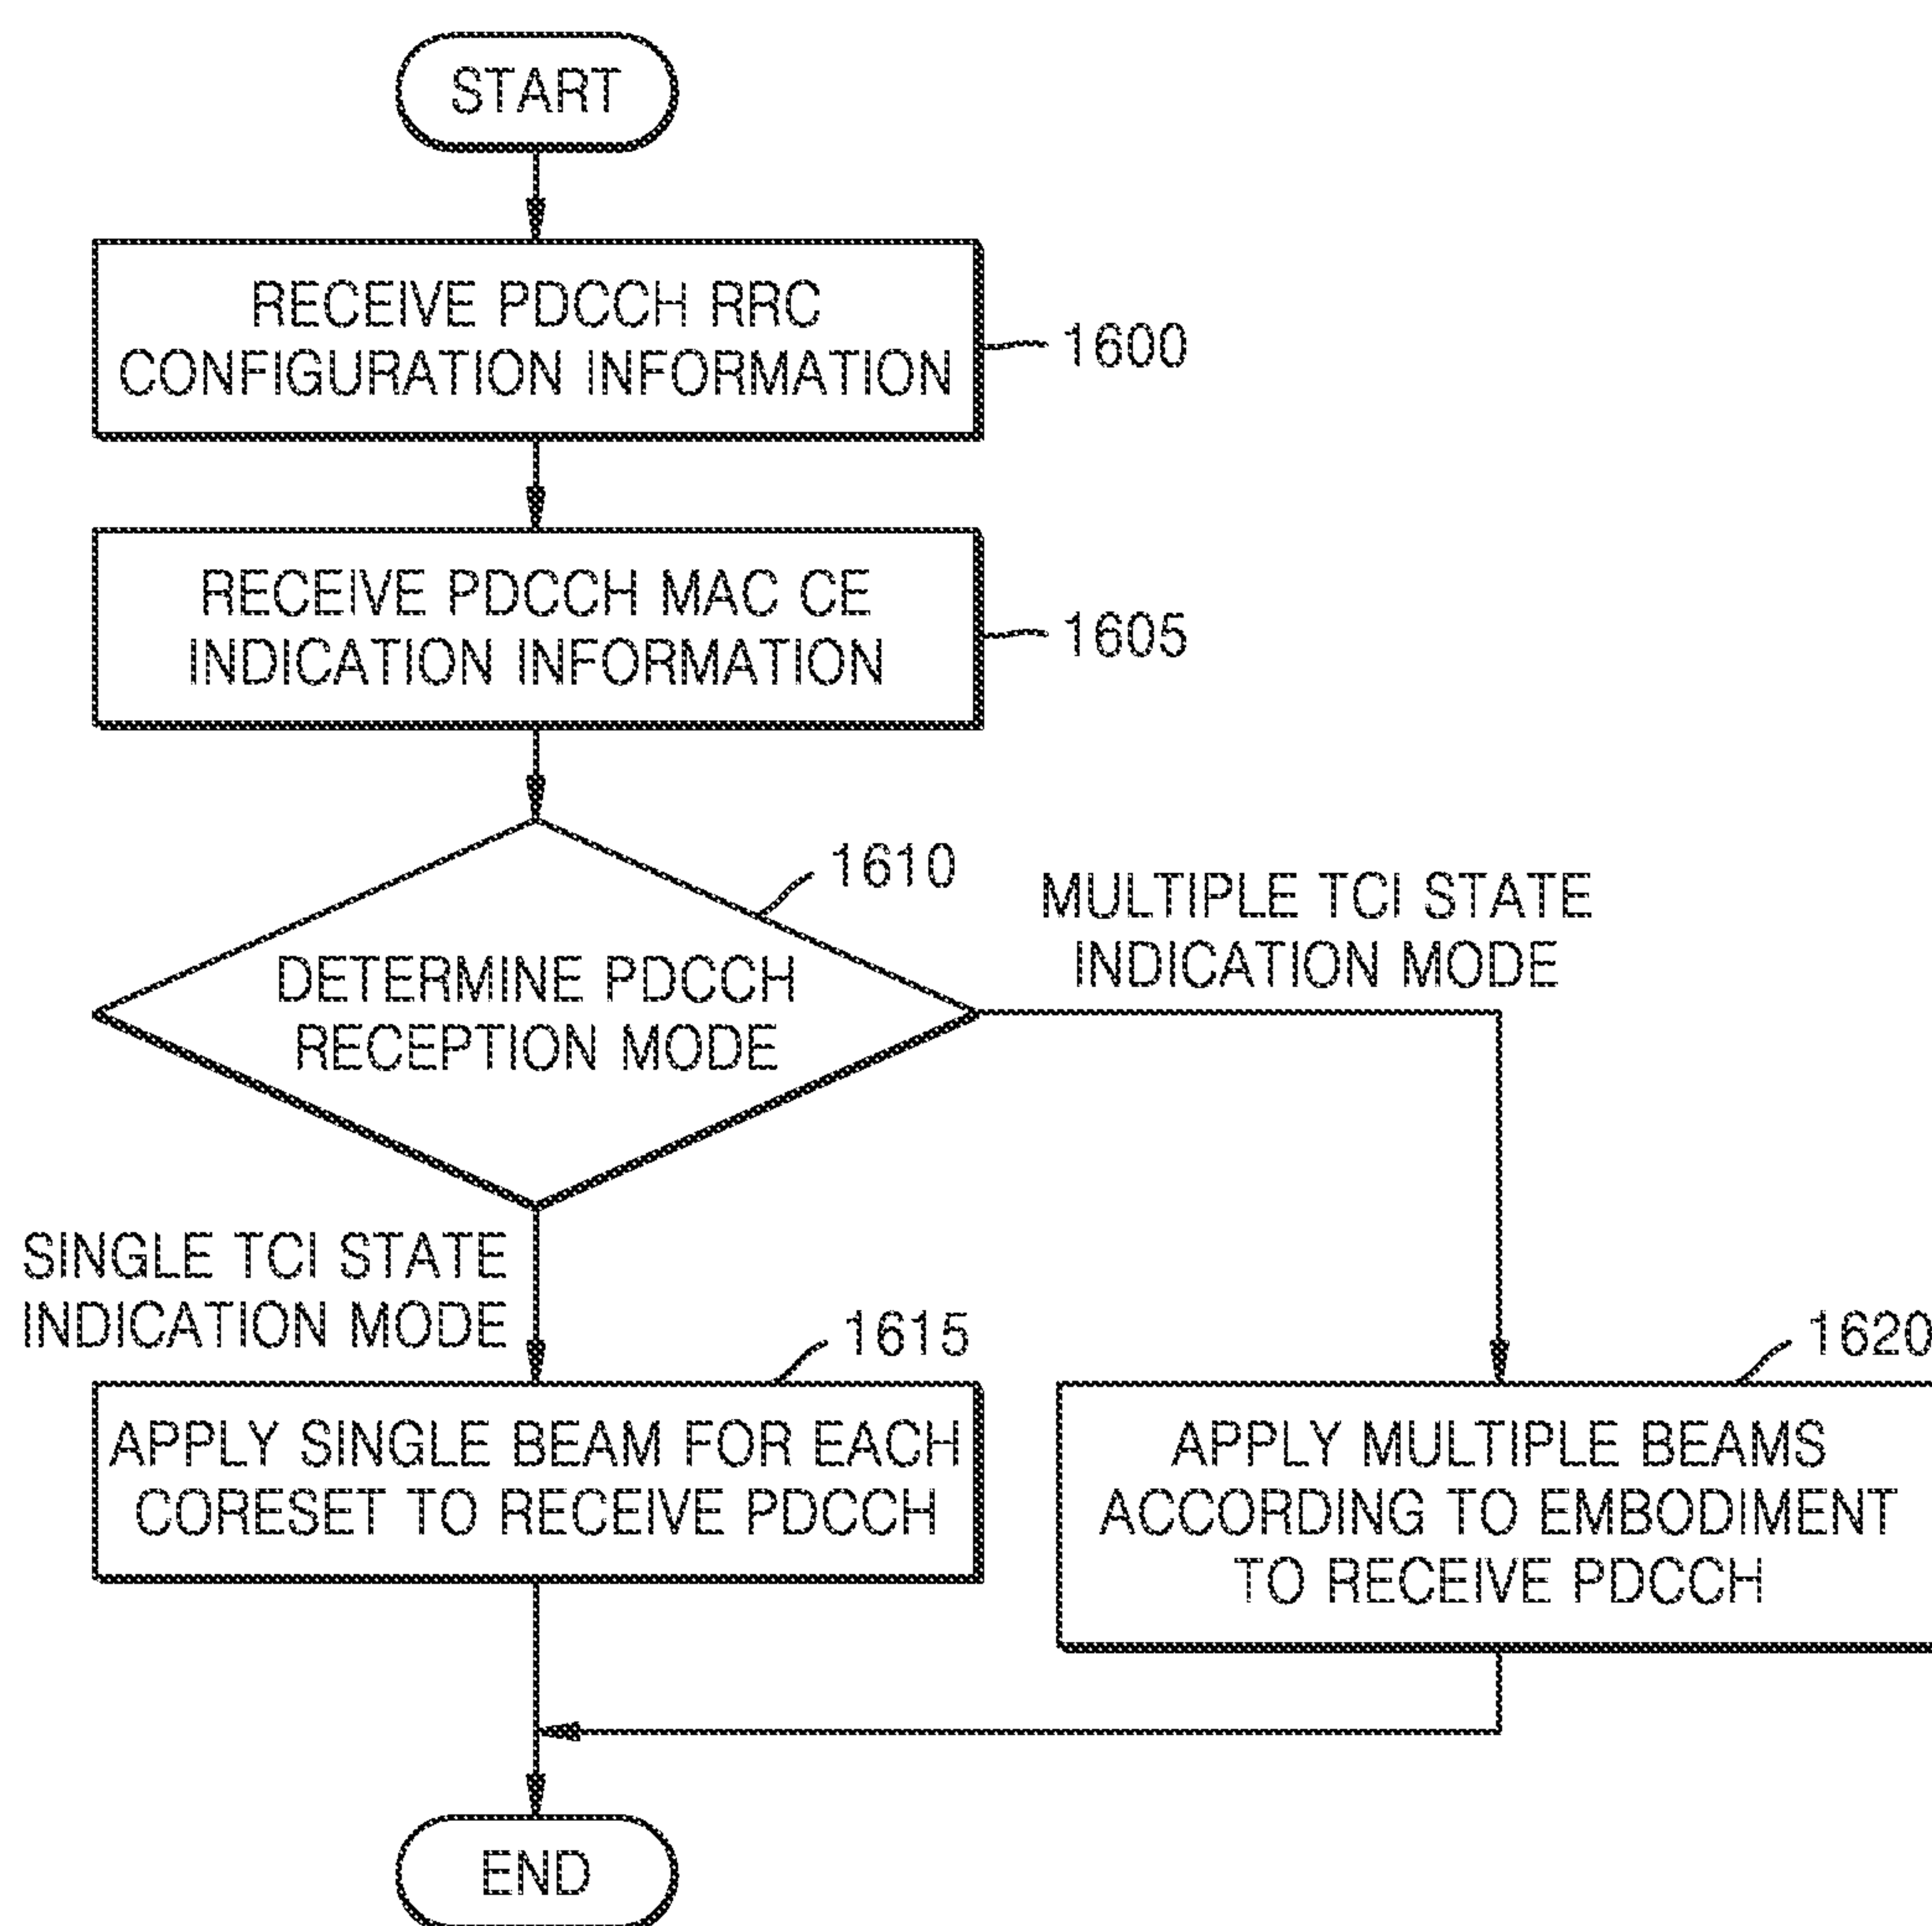 START
RECEIVE PDCCH RRC
CONFIGURATION INFORMATION
1600
RECEIVE PDCCH MAC CE
INDICATION INFORMATION
1605
1610
DETERMINE PDCCH
RECEPTION MODE
MULTIPLE TCI STATE
INDICATION MODE
SINGLE TCI STATE
INDICATION MODE
1615
APPLY SINGLE BEAM FOR EACH
CORESET TO RECEIVE PDCCH
1620
APPLY MULTIPLE BEAMS
ACCORDING TO EMBODIMENT
TO RECEIVE PDCCH
END